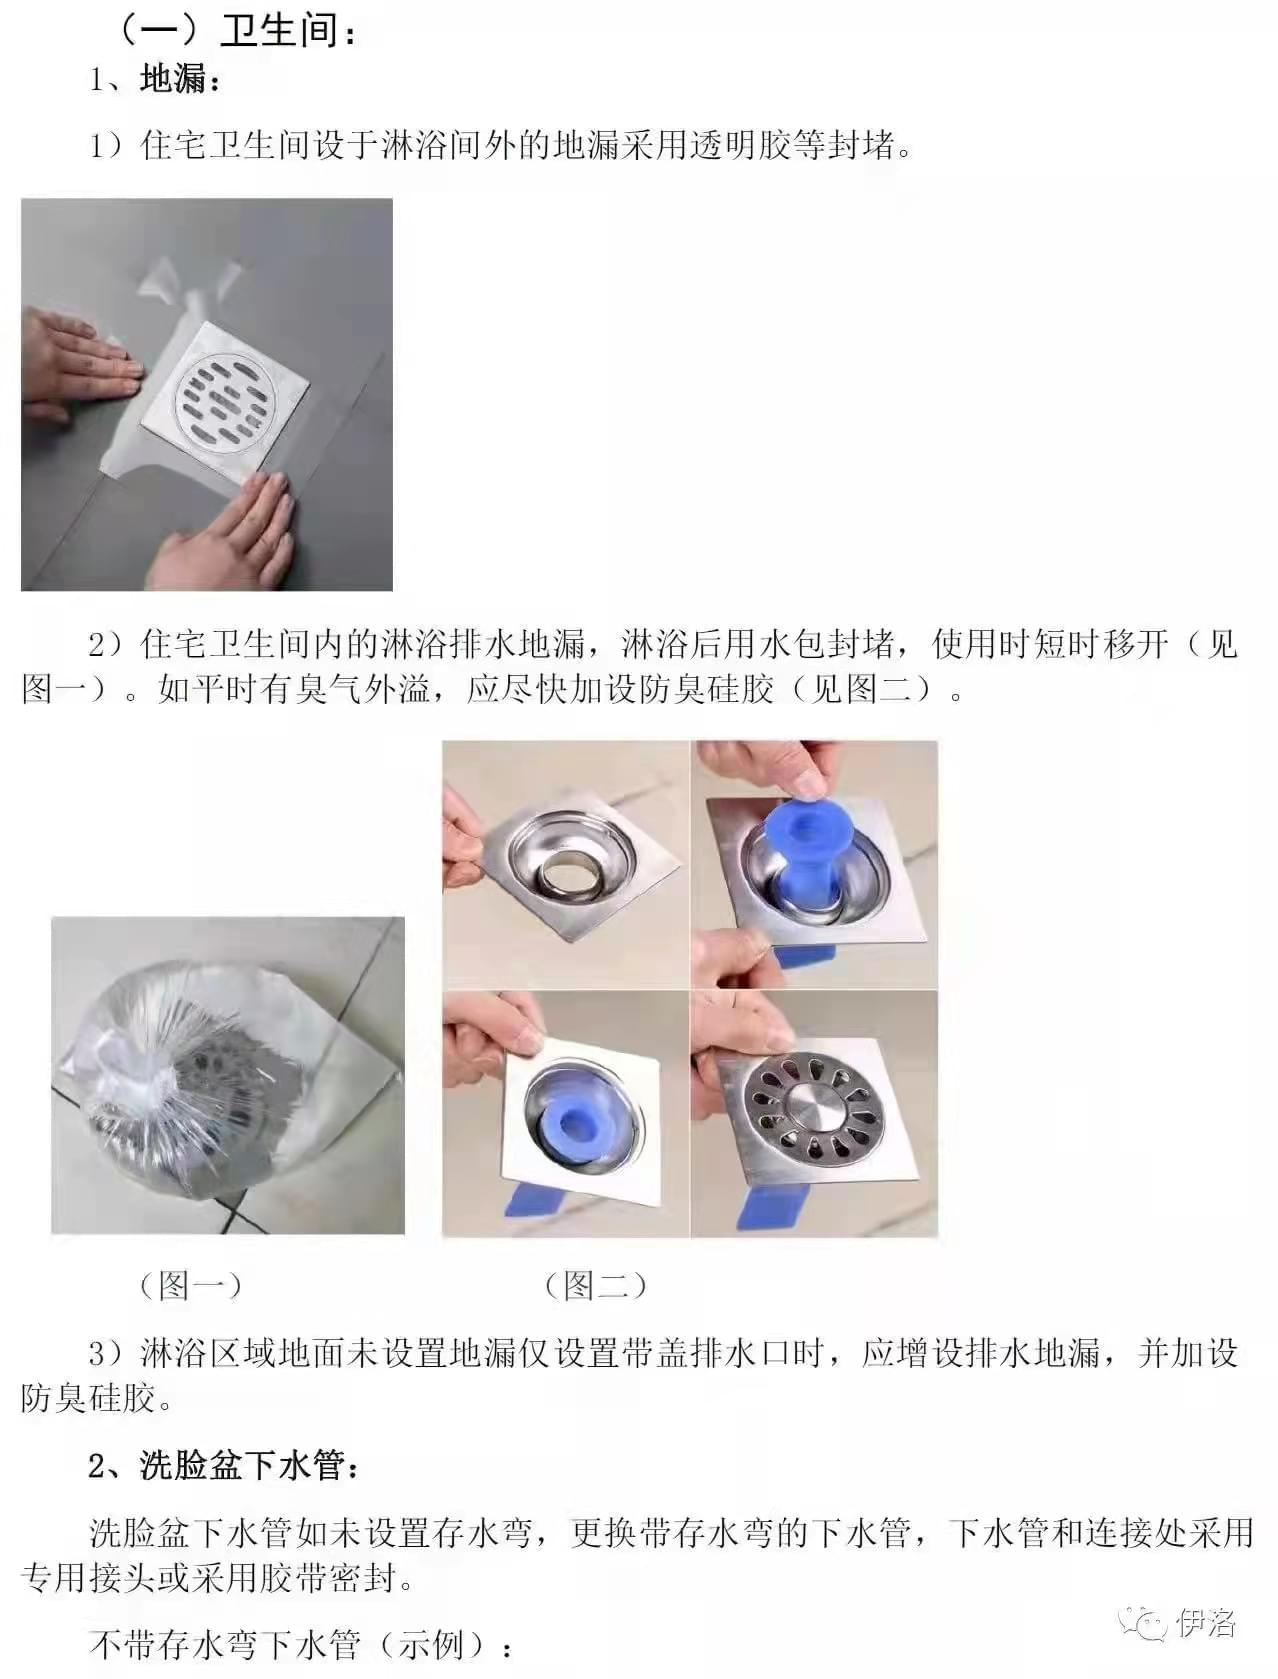 （一）卫生间：
1、地漏：
1）住宅卫生间设于淋浴间外的地漏采用透明胶等封堵。
2）住宅卫生间内的淋浴排水地漏，淋浴后用水包封堵，使用时短时移开（见
图一）。如平时有臭气外溢，应尽快加设防臭硅胶（见图二）。
（图一）
（图二）
3）淋浴区域地面未设置地漏仅设置带盖排水口时，应增设排水地漏，并加设
防臭硅胶。
2、洗脸盆下水管：
洗脸盆下水管如未设置存水弯，更换带存水弯的下水管，下水管和连接处采用
专用接头或采用胶带密封。
伊洛
不带存水弯下水管（示例）：